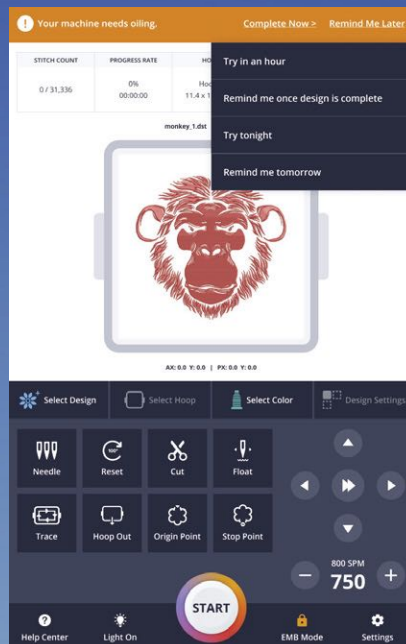 Your machine needs oiling.
Complete Now >
Remind Me Later
Try in an hour
Remind me once design is complete
Try tonight
Remind me tomorrow
STITCH COUNT
PROGRESS RATE
0 / 31,336
0%
00:00:00
11.4 x 1
monkey_1.dst
AX: 0.0 Y: 0.0 | PX: 0.0 Y: 0.0
Select Design
Select Hoop
Select Color
Design Settings
Needle
Reset
Cut
Float
Trace
Hoop Out
Origin Point
Stop Point
800 SPM
− 750 +
START
Help Center
Light On
EMB Mode
Settings